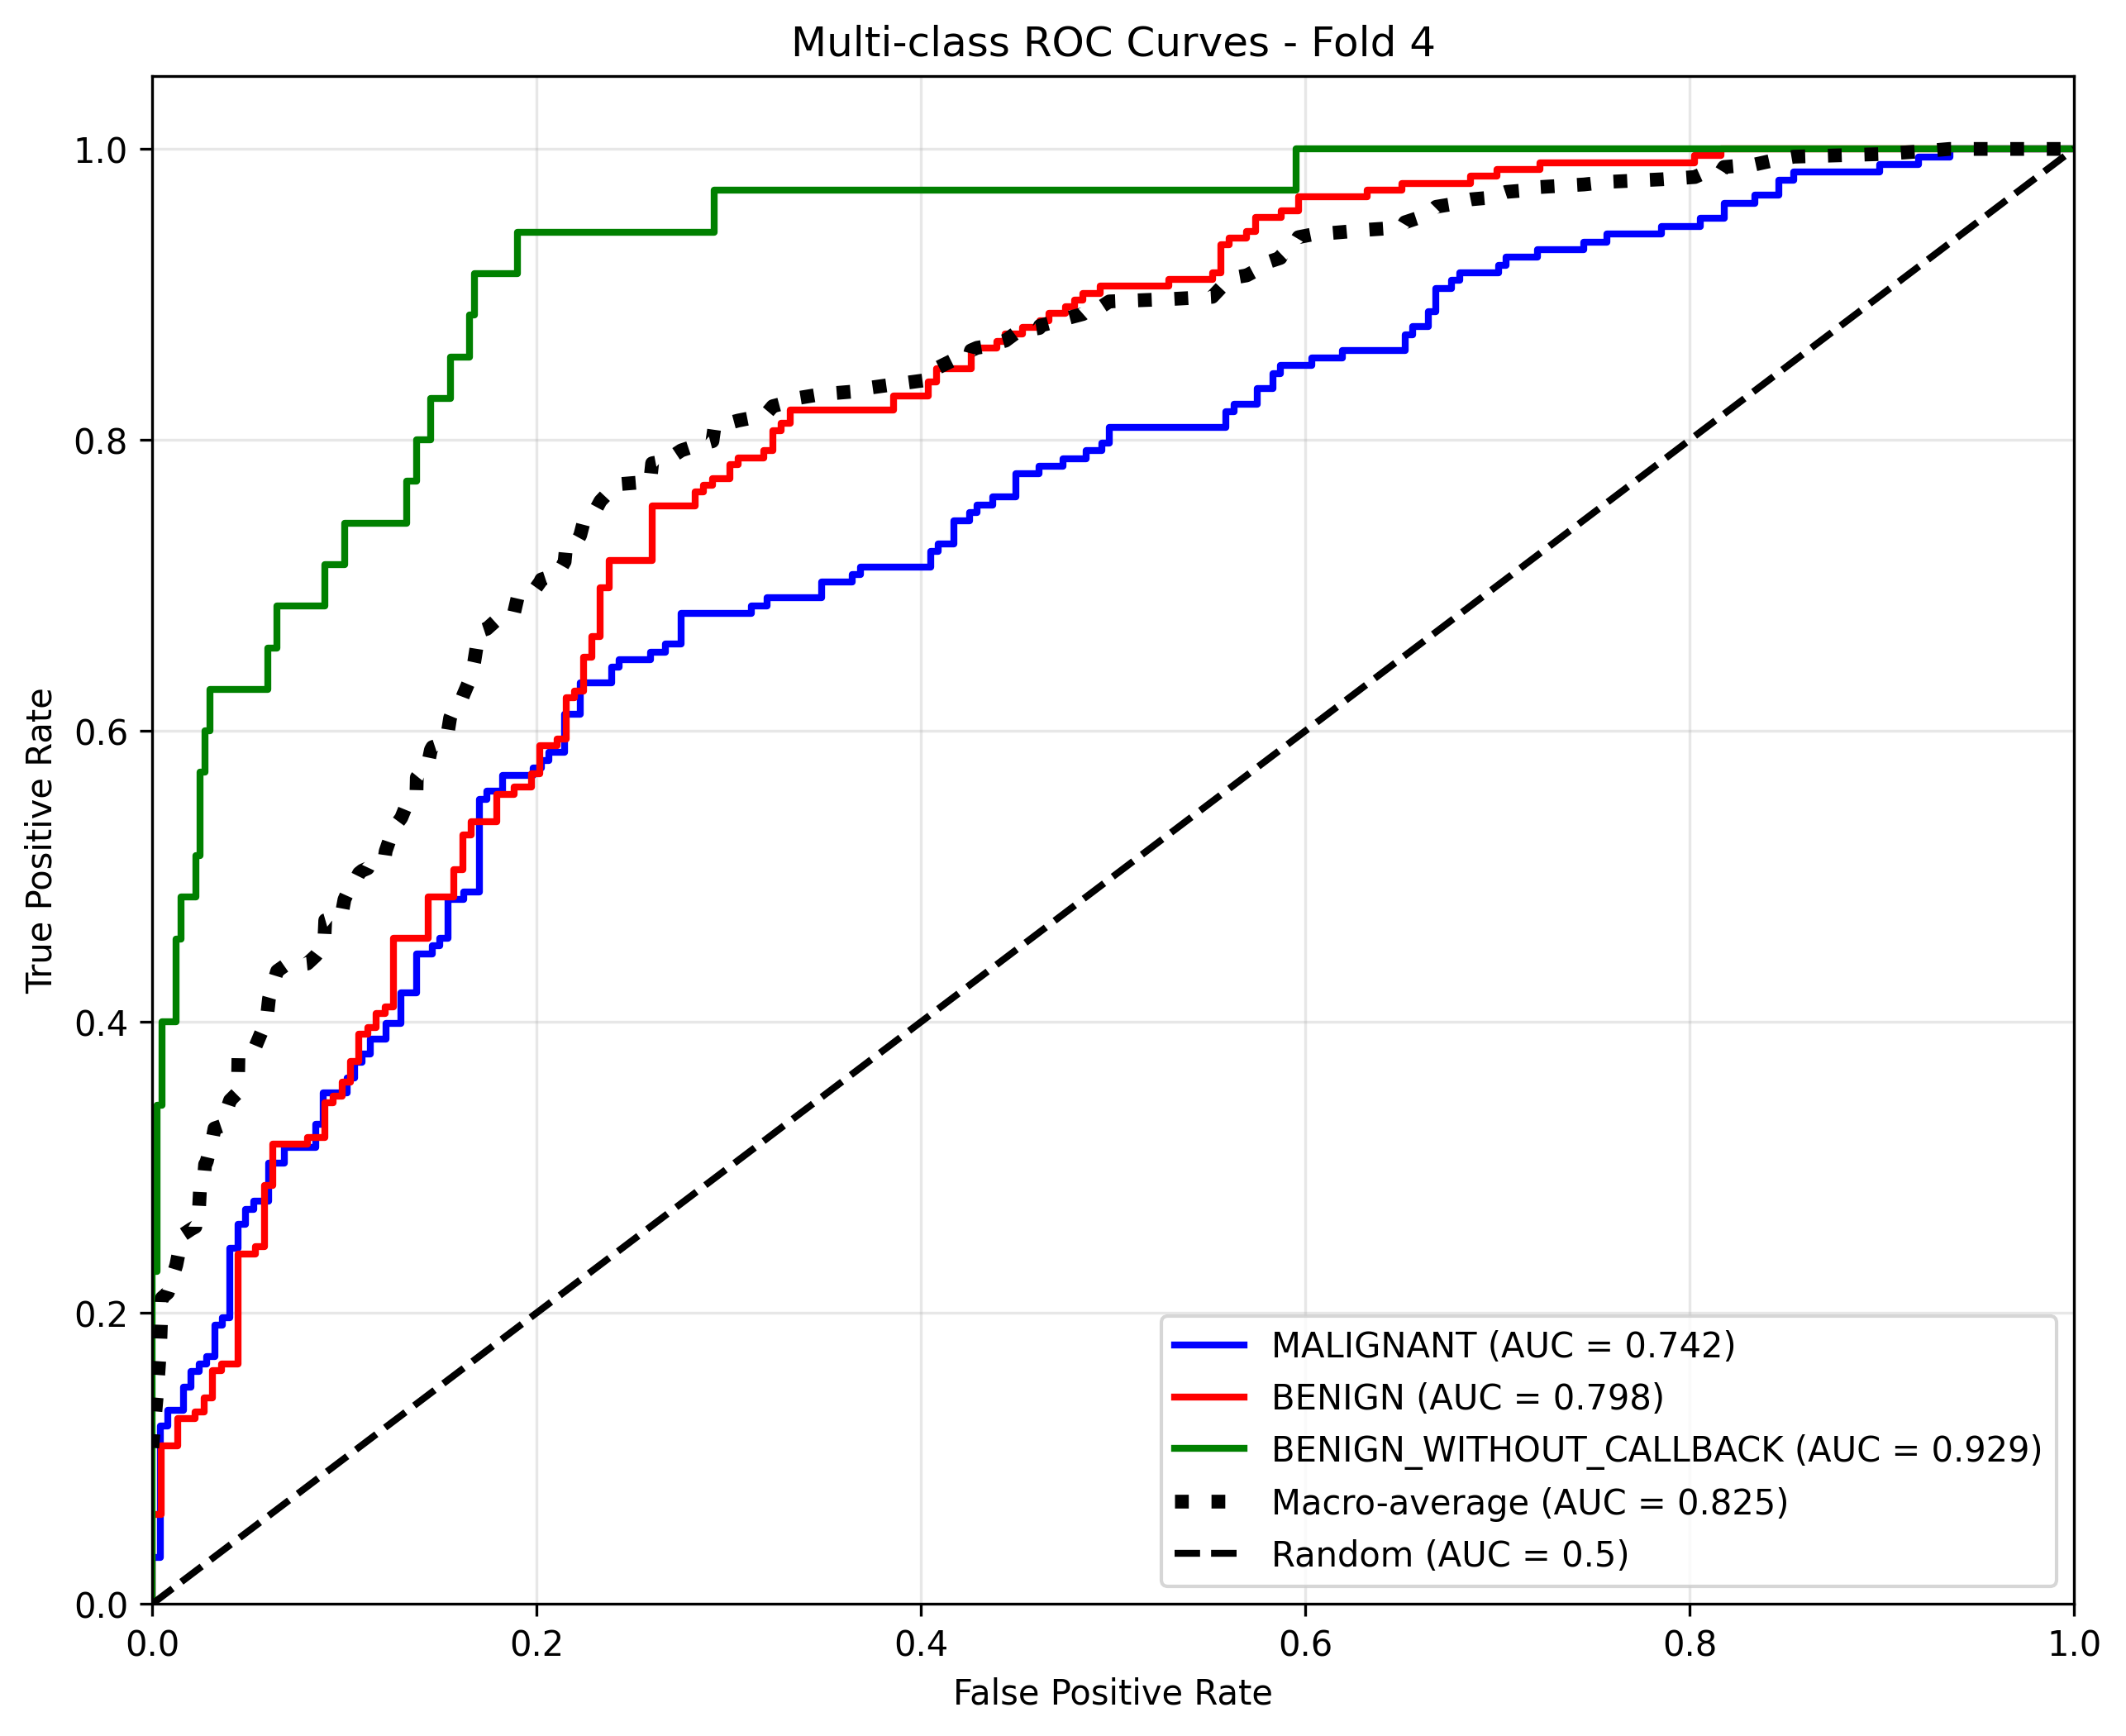 Multi-class ROC Curves - Fold 4
True Positive Rate
1.0
0.8
0.6
0.4
0.2
0.0
0.0 0.2 0.4 0.6 0.8 1.0
False Positive Rate
MALIGNANT (AUC = 0.742)
BENIGN (AUC = 0.798)
BENIGN_WITHOUT_CALLBACK (AUC = 0.929)
Macro-average (AUC = 0.825)
Random (AUC = 0.5)